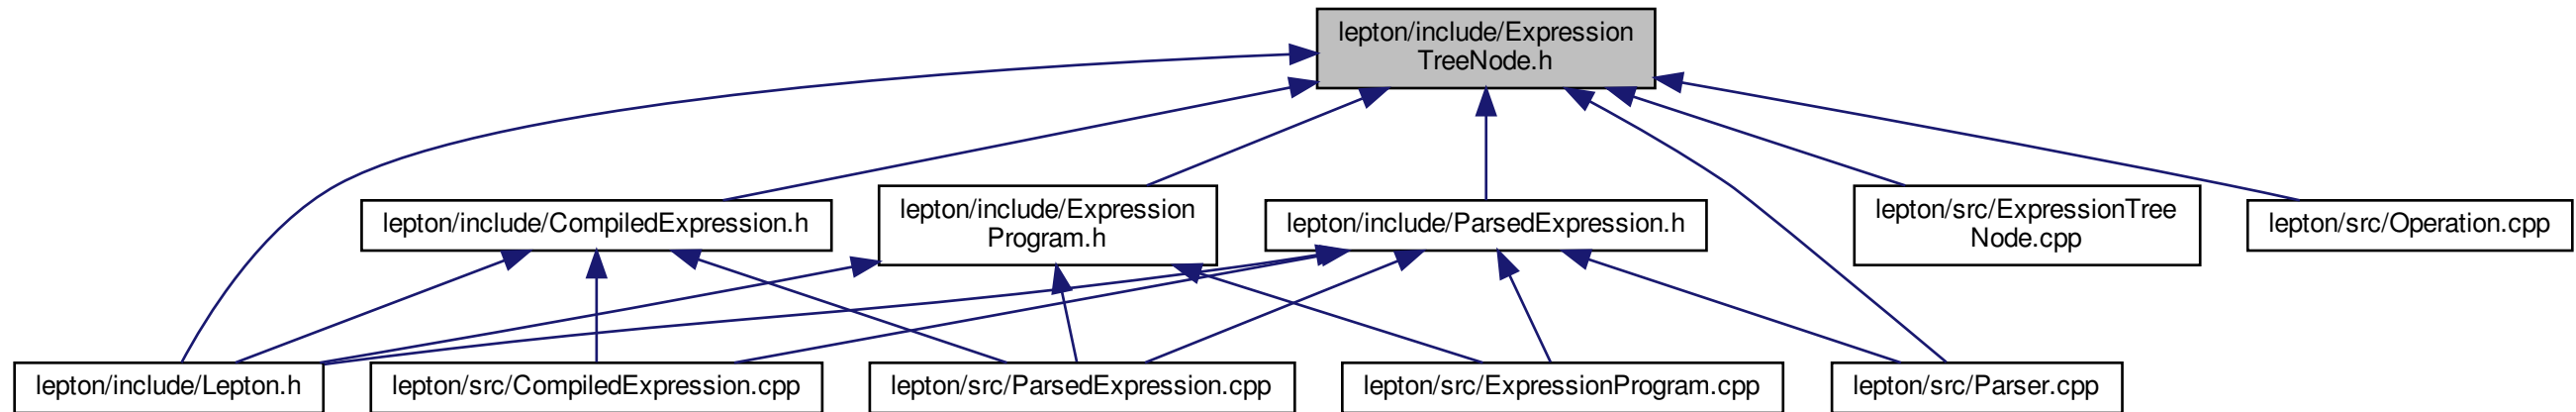 lepton/include/Expression
TreeNode.h
lepton/include/CompiledExpression.h
lepton/include/Expression
Program.h
lepton/include/ParsedExpression.h
lepton/src/ExpressionTree
Node.cpp
lepton/src/Operation.cpp
lepton/include/Lepton.h
lepton/src/CompiledExpression.cpp
lepton/src/ParsedExpression.cpp
lepton/src/ExpressionProgram.cpp
lepton/src/Parser.cpp